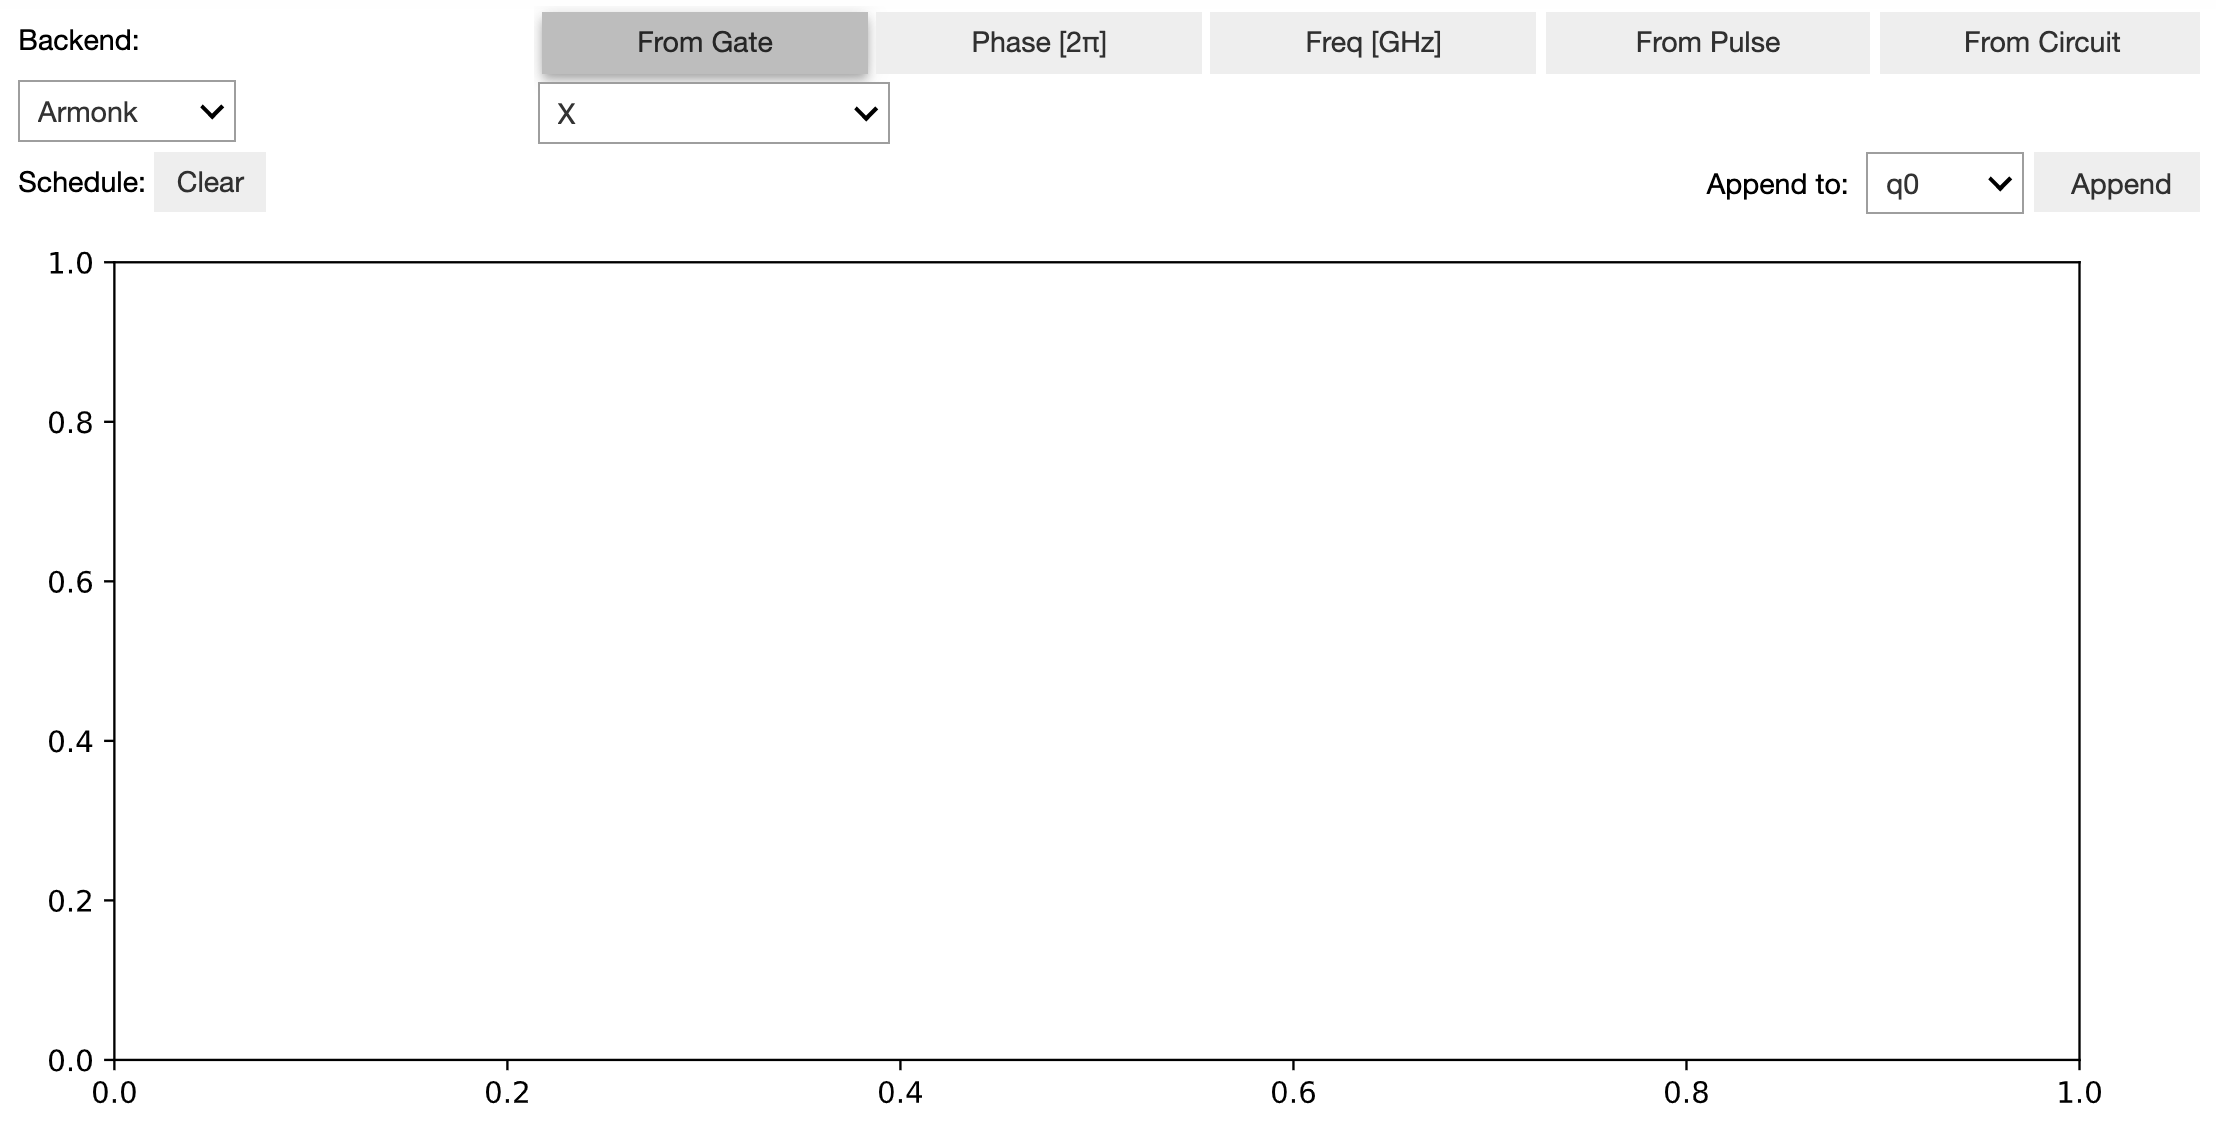 Backend: From Gate Phase [2π] Freq [GHz] From Pulse From Circuit
Armonk X
Schedule: Clear Append to: q0 Append
1.0
0.8
0.6
0.4
0.2
0.0
0.0 0.2 0.4 0.6 0.8 1.0